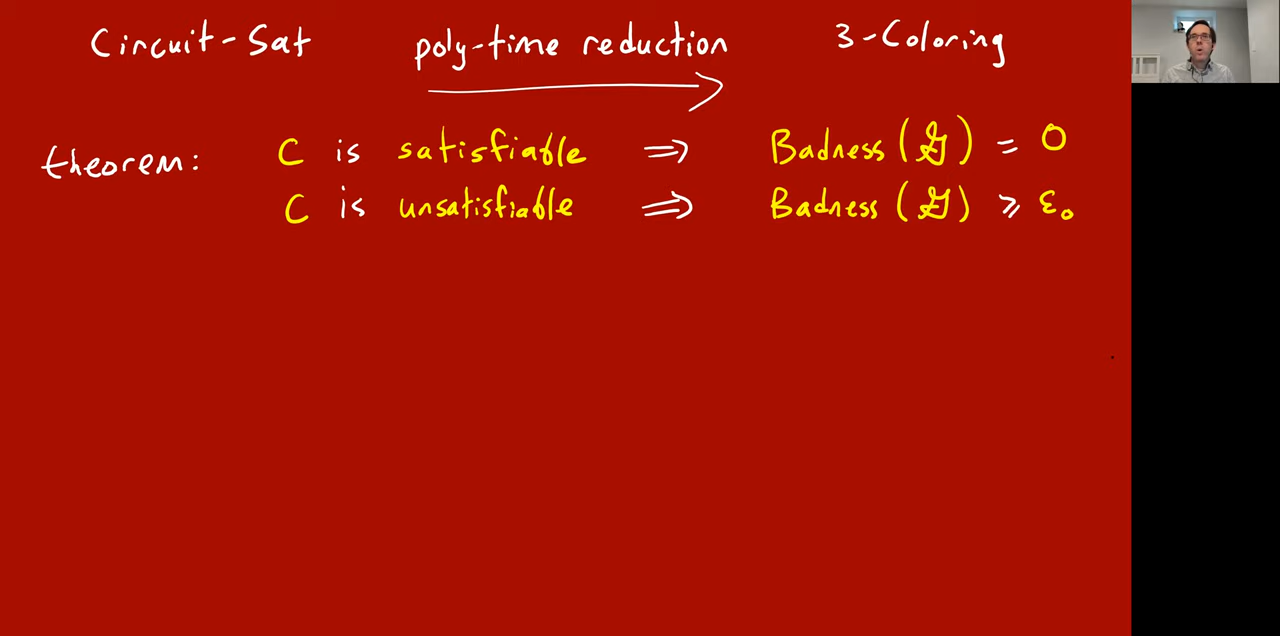 Circuit-Sat poly-time reduction 3-Coloring
theorem: C is satisfiable ⇒ Badness(𝒢) = 0
C is unsatisfiable ⇒ Badness(𝒢) ≥ ε₀